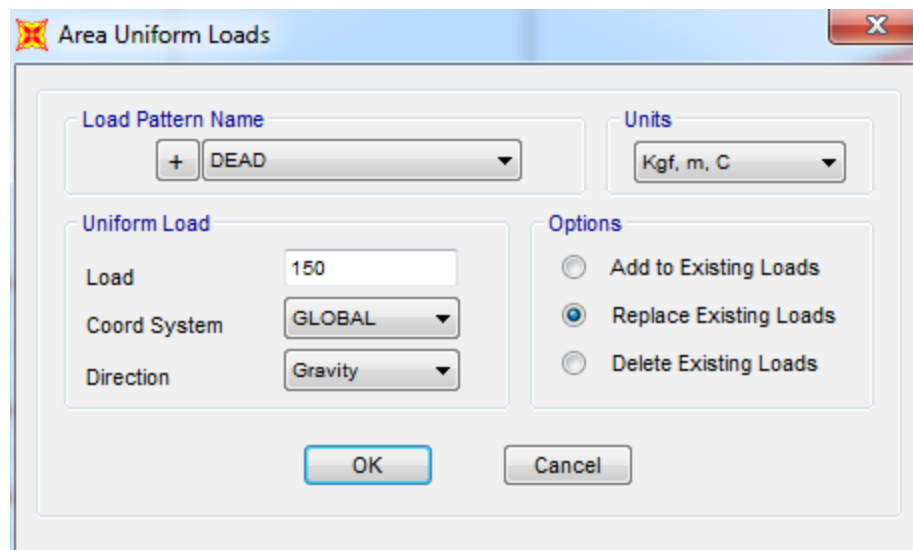 Area Uniform Loads
Load Pattern Name
+ DEAD
Units
Kgf, m, C
Uniform Load
Load 150
Coord System GLOBAL
Direction Gravity
Options
Add to Existing Loads
Replace Existing Loads
Delete Existing Loads
OK Cancel